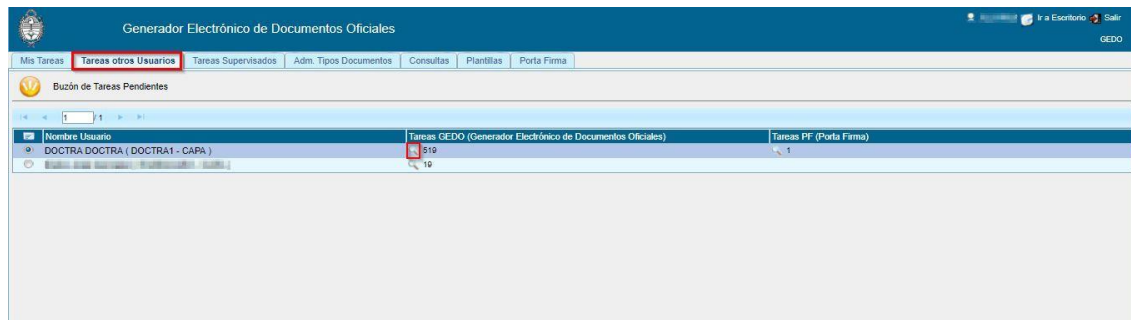 Generador Electrónico de Documentos Oficiales
Ir a Escritorio Salir
GEDO
Mis Tareas Tareas otros Usuarios Tareas Supervisados Adm. Tipos Documentos Consultas Plantillas Porta Firma
Buzón de Tareas Pendientes
1 / 1
Nombre Usuario Tareas GEDO (Generador Electrónico de Documentos Oficiales) Tareas PF (Porta Firma)
DOCTRA DOCTRA ( DOCTRA1 - CAPA ) 519 1
19